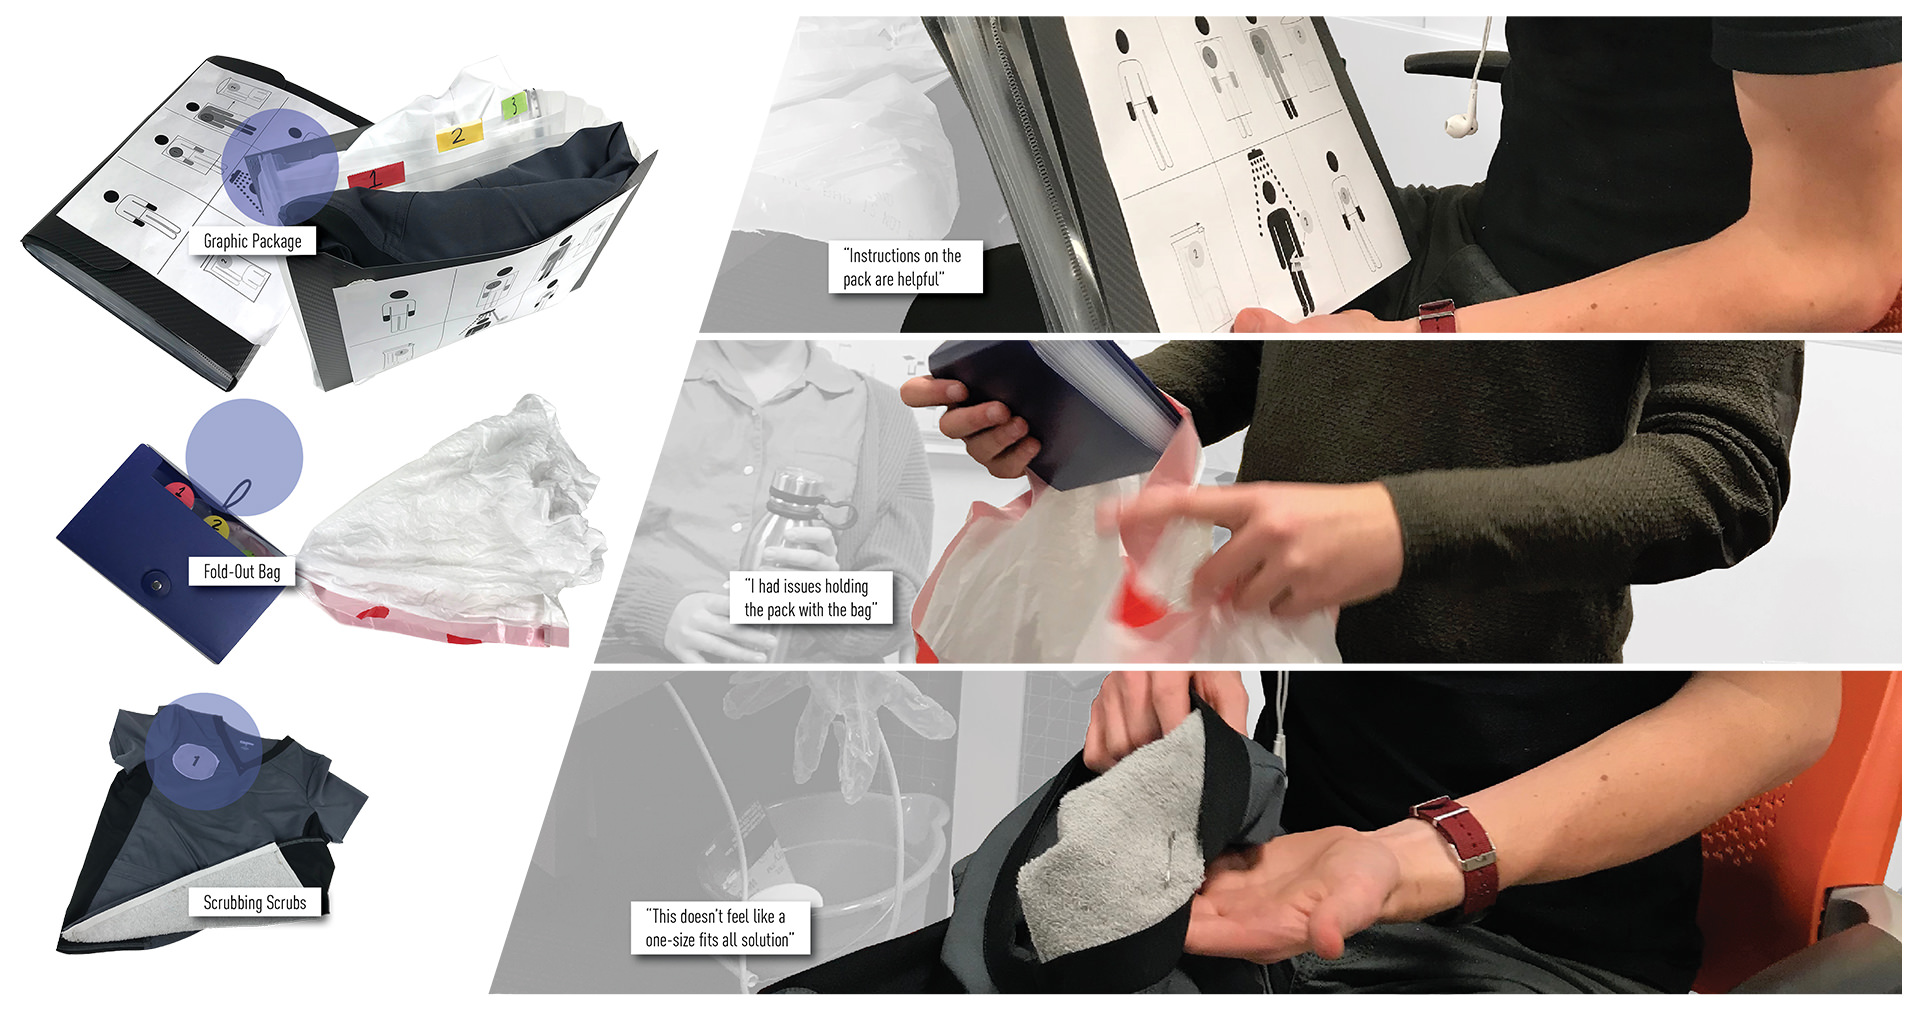 3
2
1
Graphic Package
"Instructions on the
pack are helpful"
1
2
Fold-Out Bag
"I had issues holding
the pack with the bag"
1
Scrubbing Scrubs
"This doesn't feel like a
one-size fits all solution"